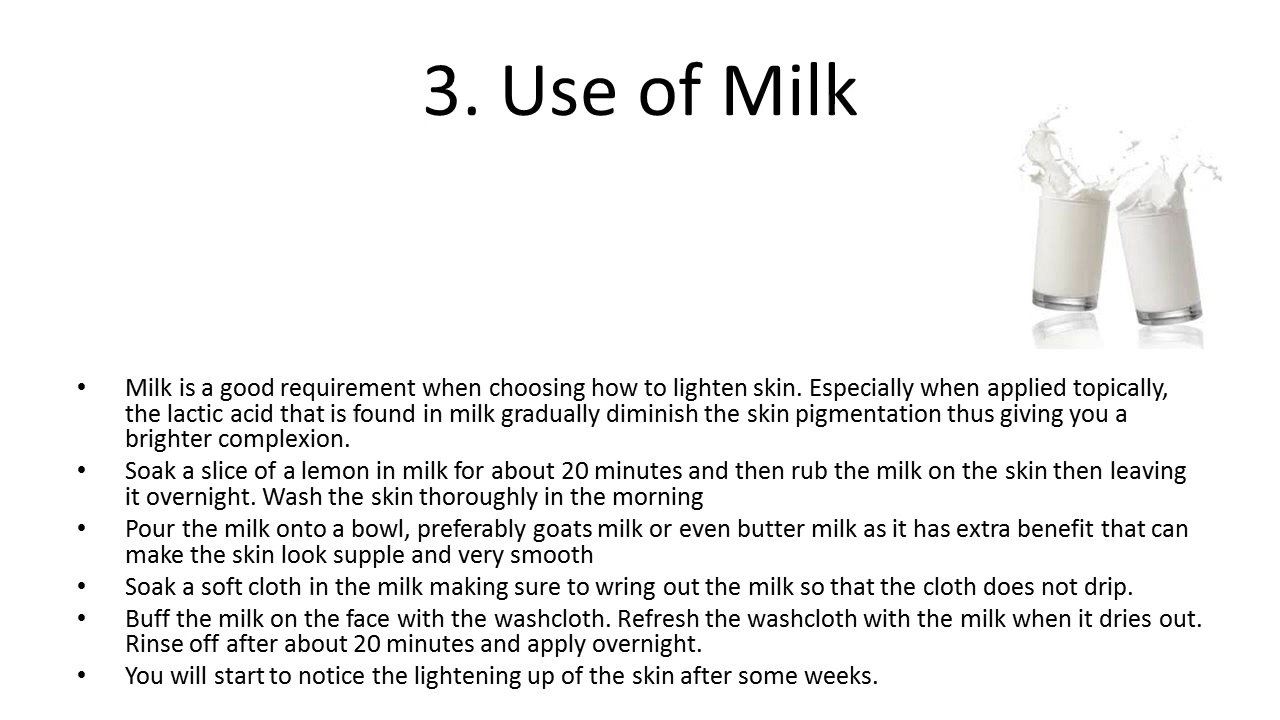 3. Use of Milk
• Milk is a good requirement when choosing how to lighten skin. Especially when applied topically,
the lactic acid that is found in milk gradually diminish the skin pigmentation thus giving you a
brighter complexion.
• Soak a slice of a lemon in milk for about 20 minutes and then rub the milk on the skin then leaving
it overnight. Wash the skin thoroughly in the morning
• Pour the milk onto a bowl, preferably goats milk or even butter milk as it has extra benefit that can
make the skin look supple and very smooth
• Soak a soft cloth in the milk making sure to wring out the milk so that the cloth does not drip.
• Buff the milk on the face with the washcloth. Refresh the washcloth with the milk when it dries out.
Rinse off after about 20 minutes and apply overnight.
• You will start to notice the lightening up of the skin after some weeks.